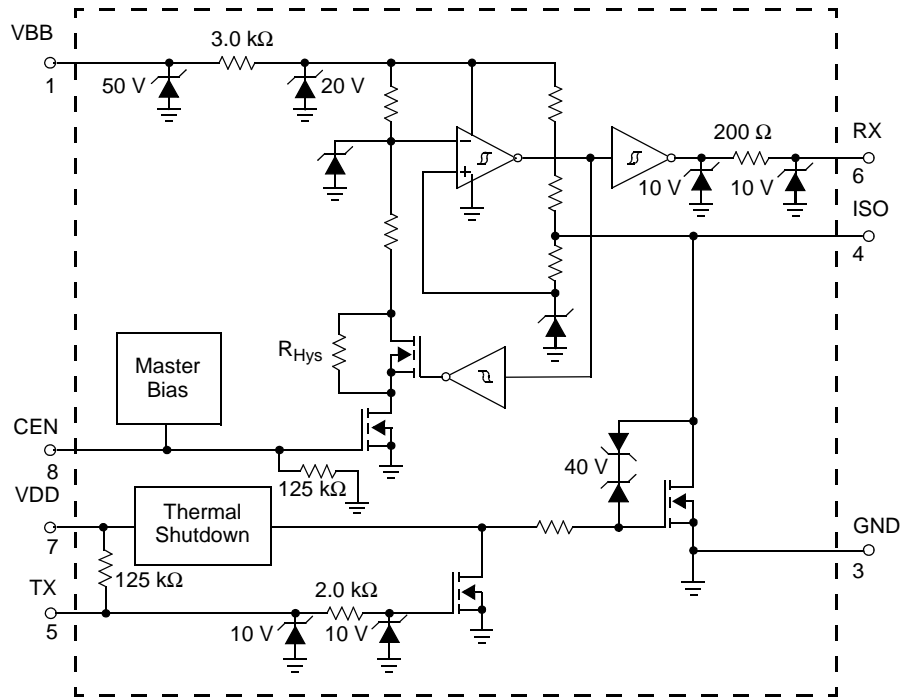 VBB
1
3.0 kΩ
50 V
20 V
200 Ω
RX
6
10 V
10 V
ISO
4
RHys
Master
Bias
CEN
8
125 kΩ
40 V
VDD
7
Thermal
Shutdown
GND
3
125 kΩ
TX
5
2.0 kΩ
10 V
10 V
−
+